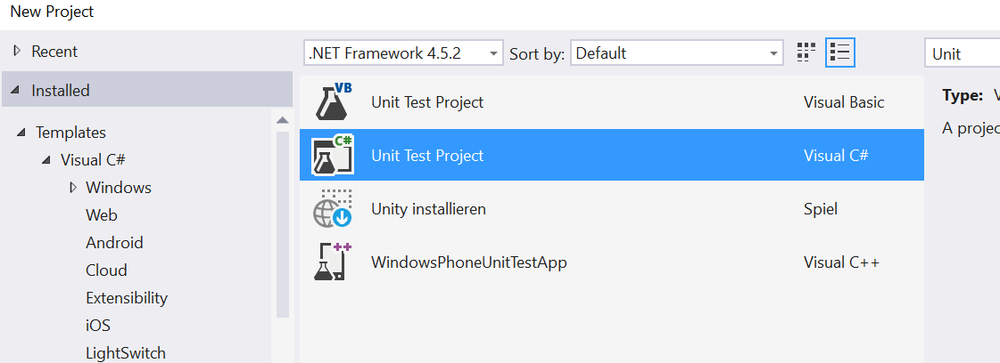 New Project
Recent
.NET Framework 4.5.2 Sort by: Default
Unit
Installed
Templates
Visual C#
Windows
Web
Android
Cloud
Extensibility
iOS
LightSwitch
VB Unit Test Project Visual Basic
C# Unit Test Project Visual C#
Unity installieren Spiel
++ WindowsPhoneUnitTestApp Visual C++
Type: V
A projec